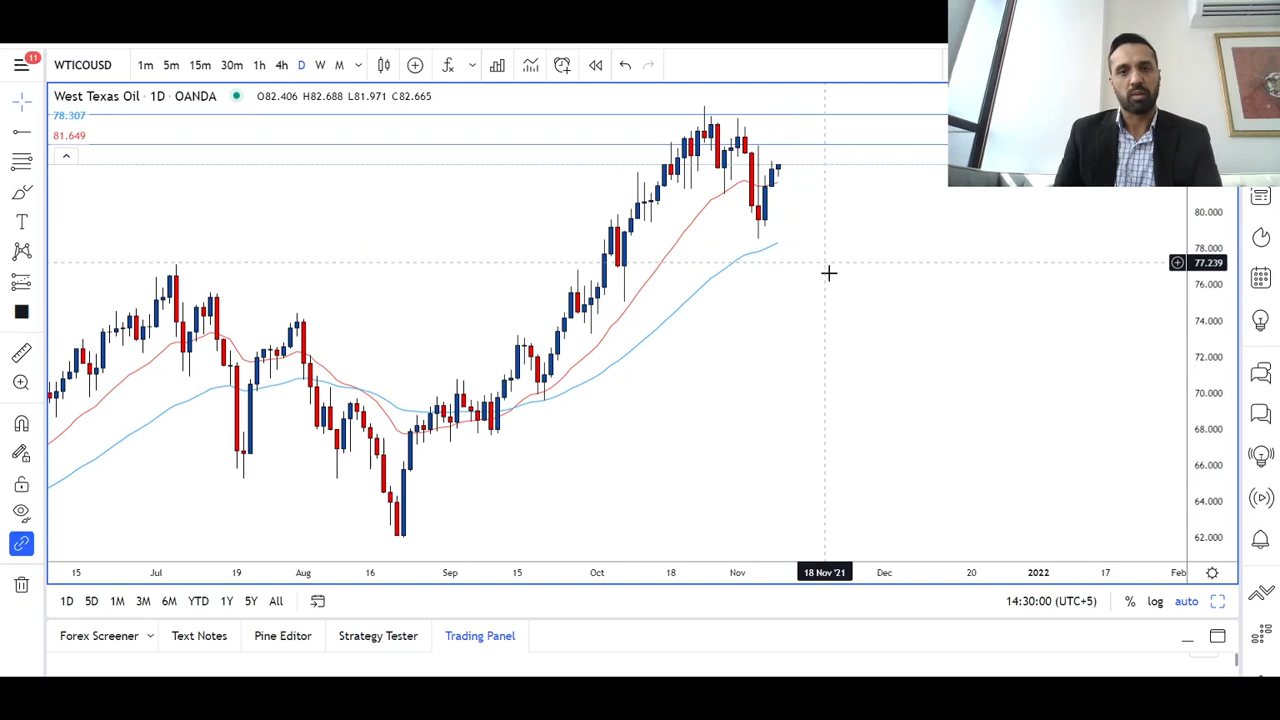 11
WTICOUSD 1m 5m 15m 30m 1h 4h D W M
West Texas Oil · 1D · OANDA O82.406 H82.688 L81.971 C82.665
78.307
81.649
80.000
78.000
77.239
76.000
74.000
72.000
70.000
68.000
66.000
64.000
62.000
15 Jul 19 Aug 16 Sep 15 Oct 18 Nov 18 Nov '21 Dec 20 2022 17 Feb
1D 5D 1M 3M 6M YTD 1Y 5Y All 14:30:00 (UTC+5) % log auto
Forex Screener Text Notes Pine Editor Strategy Tester Trading Panel